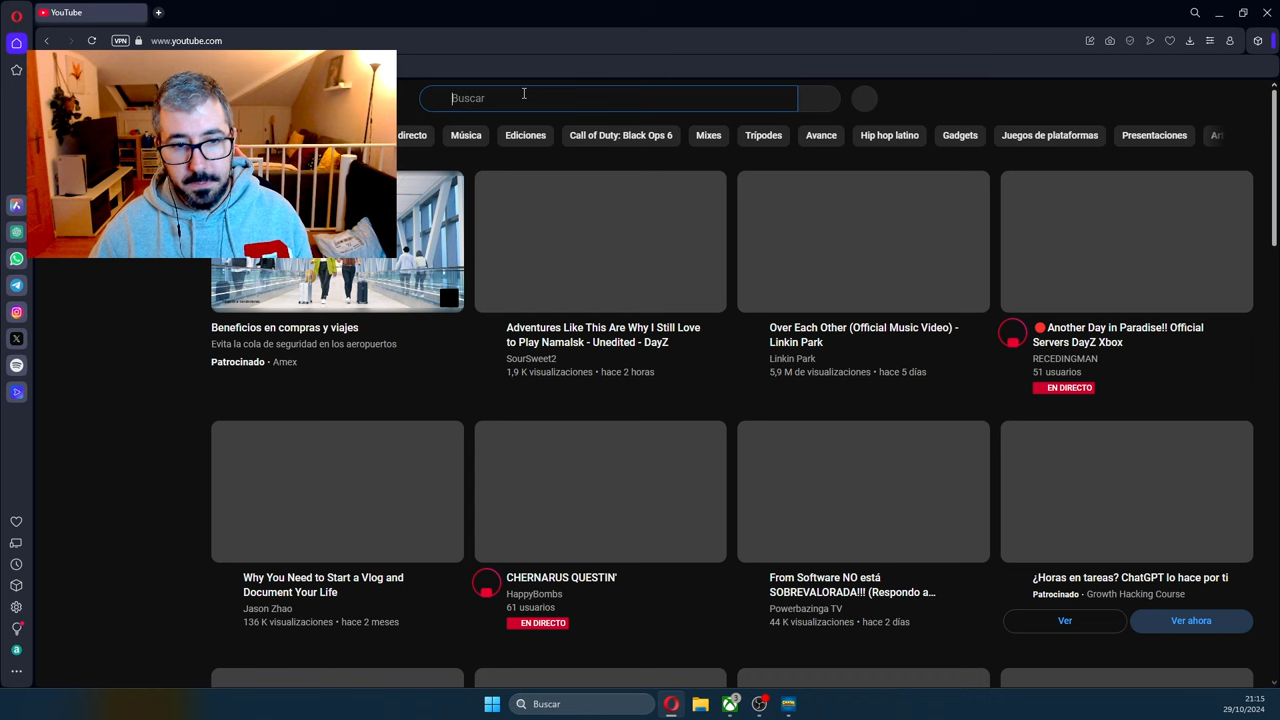 YouTube
VPN
www.youtube.com
Buscar
directo
Música
Ediciones
Call of Duty: Black Ops 6
Mixes
Trípodes
Avance
Hip hop latino
Gadgets
Juegos de plataformas
Presentaciones
Beneficios en compras y viajes
Evita la cola de seguridad en los aeropuertos
Patrocinado · Amex
Adventures Like This Are Why I Still Love
to Play Namalsk - Unedited - DayZ
SourSweet2
1,9 K visualizaciones · hace 2 horas
Over Each Other (Official Music Video) -
Linkin Park
Linkin Park
5,9 M de visualizaciones · hace 5 días
Another Day in Paradise!! Official
Servers DayZ Xbox
RECEDINGMAN
51 usuarios
EN DIRECTO
Why You Need to Start a Vlog and
Document Your Life
Jason Zhao
136 K visualizaciones · hace 2 meses
CHERNARUS QUESTIN'
HappyBombs
61 usuarios
EN DIRECTO
From Software NO está
SOBREVALORADA!!! (Respondo a...
Powerbazinga TV
44 K visualizaciones · hace 2 días
¿Horas en tareas? ChatGPT lo hace por ti
Patrocinado · Growth Hacking Course
Ver
Ver ahora
Buscar
3
21:15
29/10/2024